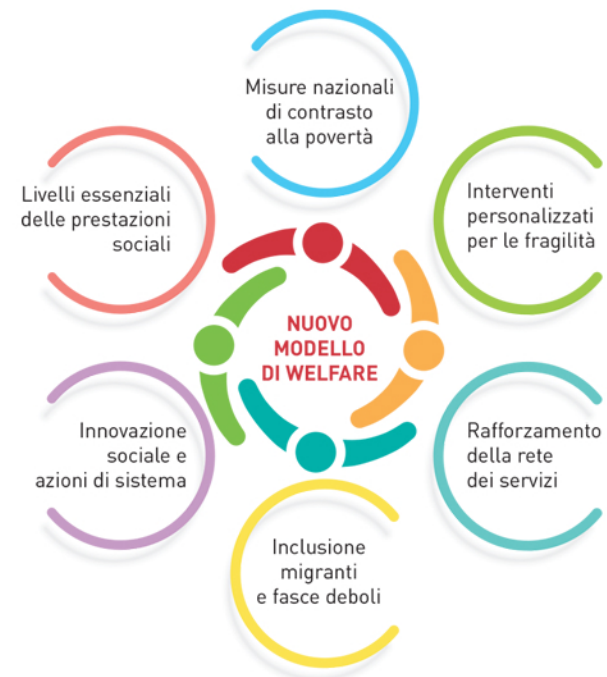 Misure nazionali
di contrasto
alla povertà
Livelli essenziali
delle prestazioni
sociali
Interventi
personalizzati
per le fragilità
NUOVO
MODELLO
DI WELFARE
Innovazione
sociale e
azioni di sistema
Rafforzamento
della rete
dei servizi
Inclusione
migranti
e fasce deboli